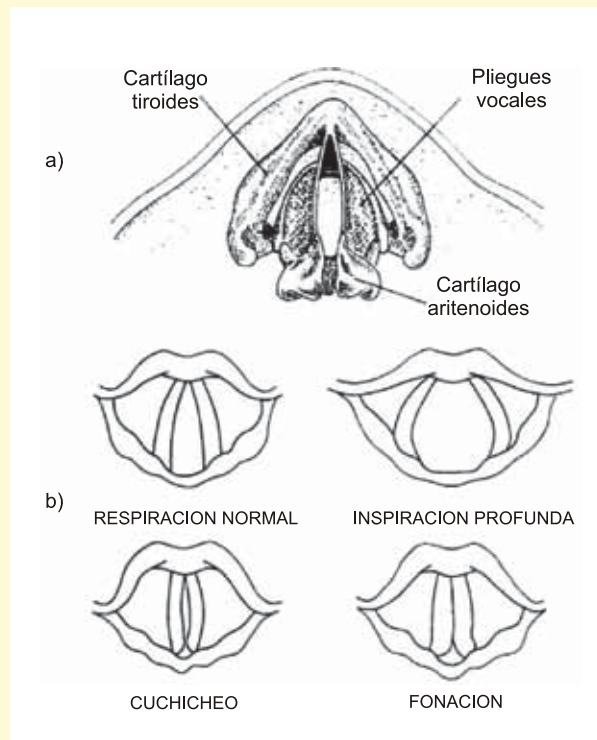 Cartílago
tiroides
Pliegues
vocales
a)
Cartílago
aritenoides
b)
RESPIRACION NORMAL
INSPIRACION PROFUNDA
CUCHICHEO
FONACION